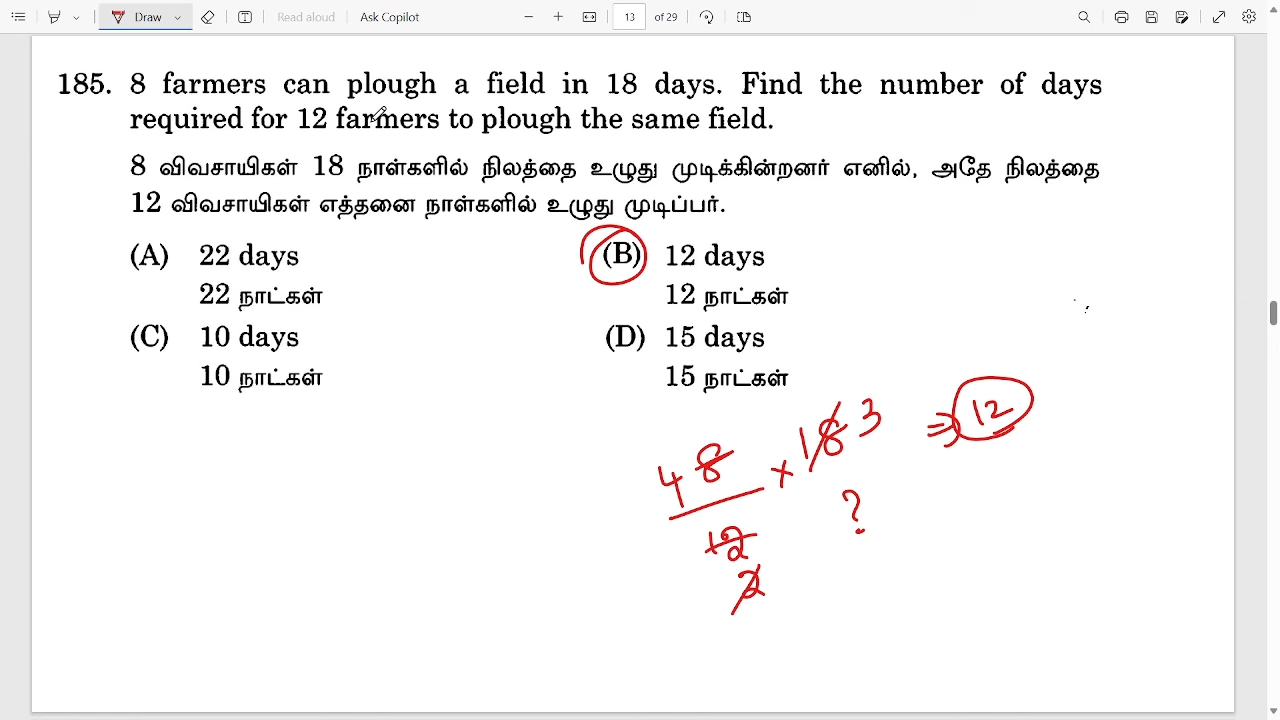 Draw Read aloud Ask Copilot 13 of 29
185. 8 farmers can plough a field in 18 days. Find the number of days
required for 12 farmers to plough the same field.
8 விவசாயிகள் 18 நாள்களில் நிலத்தை உழுது முடிக்கின்றனர் எனில், அதே நிலத்தை
12 விவசாயிகள் எத்தனை நாள்களில் உழுது முடிப்பர்.
(A) 22 days (B) 12 days
22 நாட்கள் 12 நாட்கள்
(C) 10 days (D) 15 days
10 நாட்கள் 15 நாட்கள்
4 8 × 18 3 ⇒ 12
12 ?
2